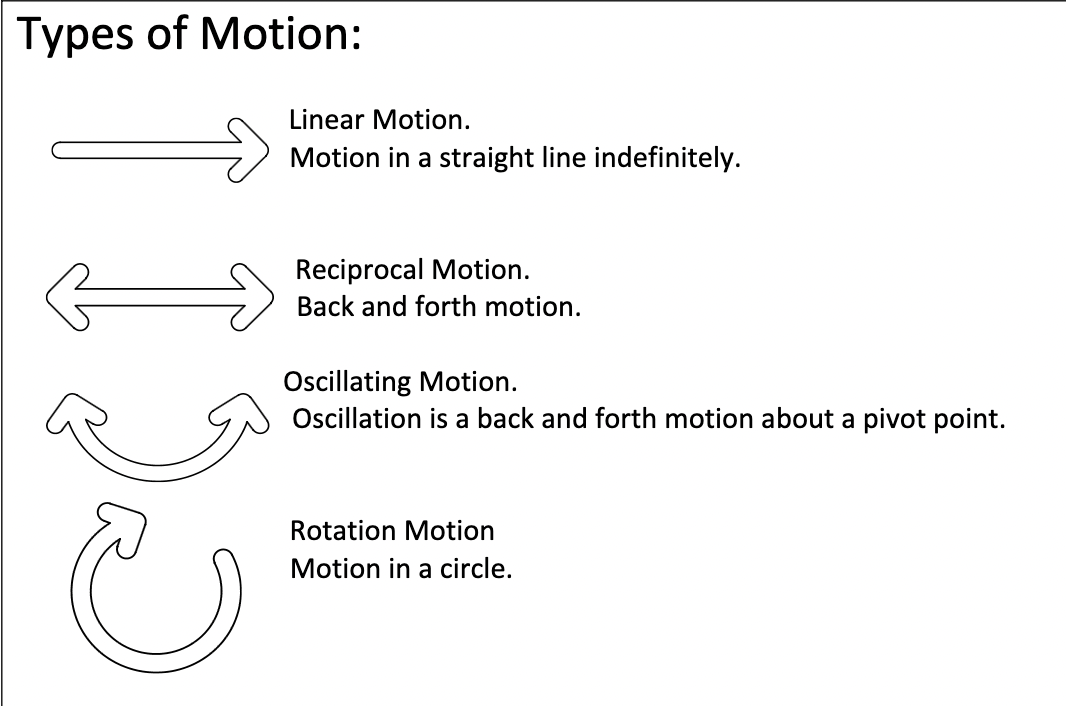 Types of Motion:
Linear Motion.
Motion in a straight line indefinitely.
Reciprocal Motion.
Back and forth motion.
Oscillating Motion.
Oscillation is a back and forth motion about a pivot point.
Rotation Motion
Motion in a circle.